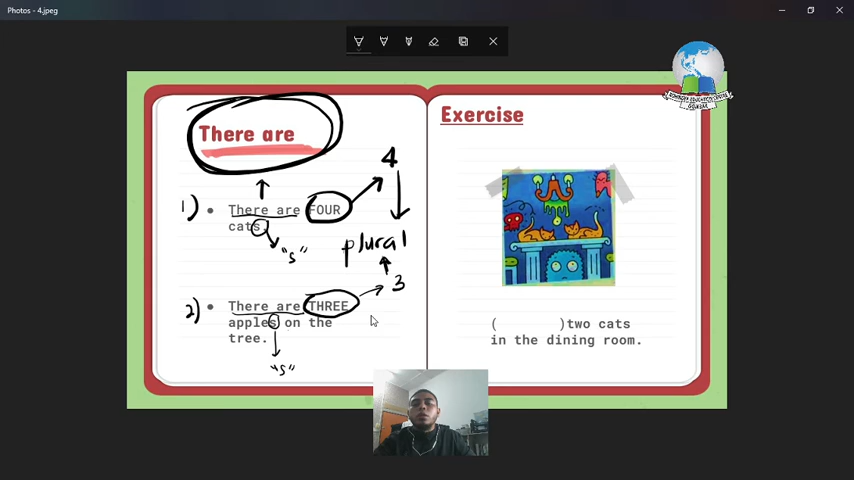 Photos - 4.jpeg
There are
4
1) • There are FOUR
cats.
"s"
plural
3
2) • There are THREE
apples on the
tree.
"s"
Exercise
( )two cats
in the dining room.